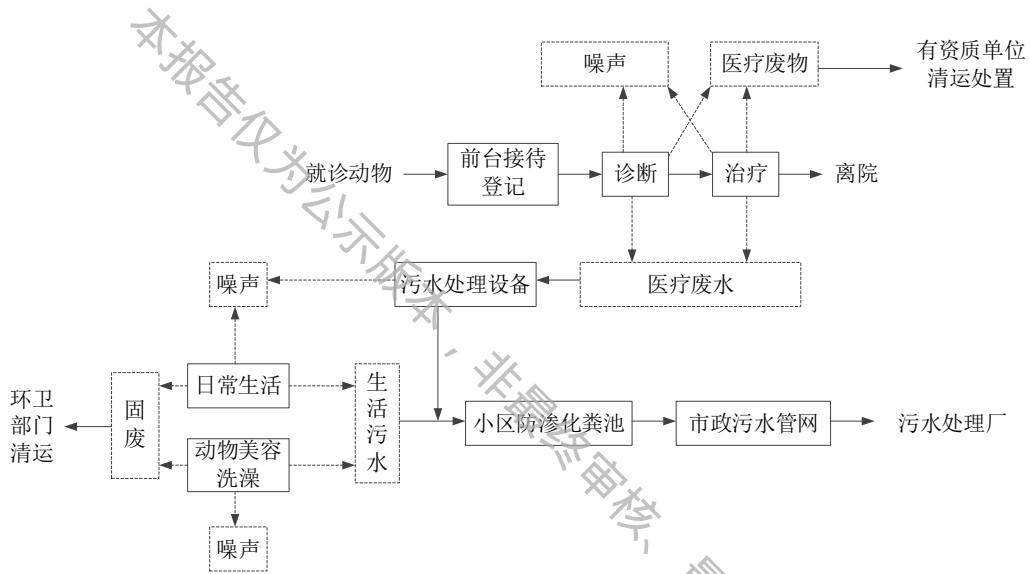 噪声
医疗废物
有资质单位
清运处置
就诊动物
前台接待
登记
诊断
治疗
离院
噪声
污水处理设备
医疗废水
环卫
部门
清运
固
废
日常生活
动物美容
洗澡
噪声
生
活
污
水
小区防渗化粪池
市政污水管网
污水处理厂
本报告仅为公示版本，非最终审核、